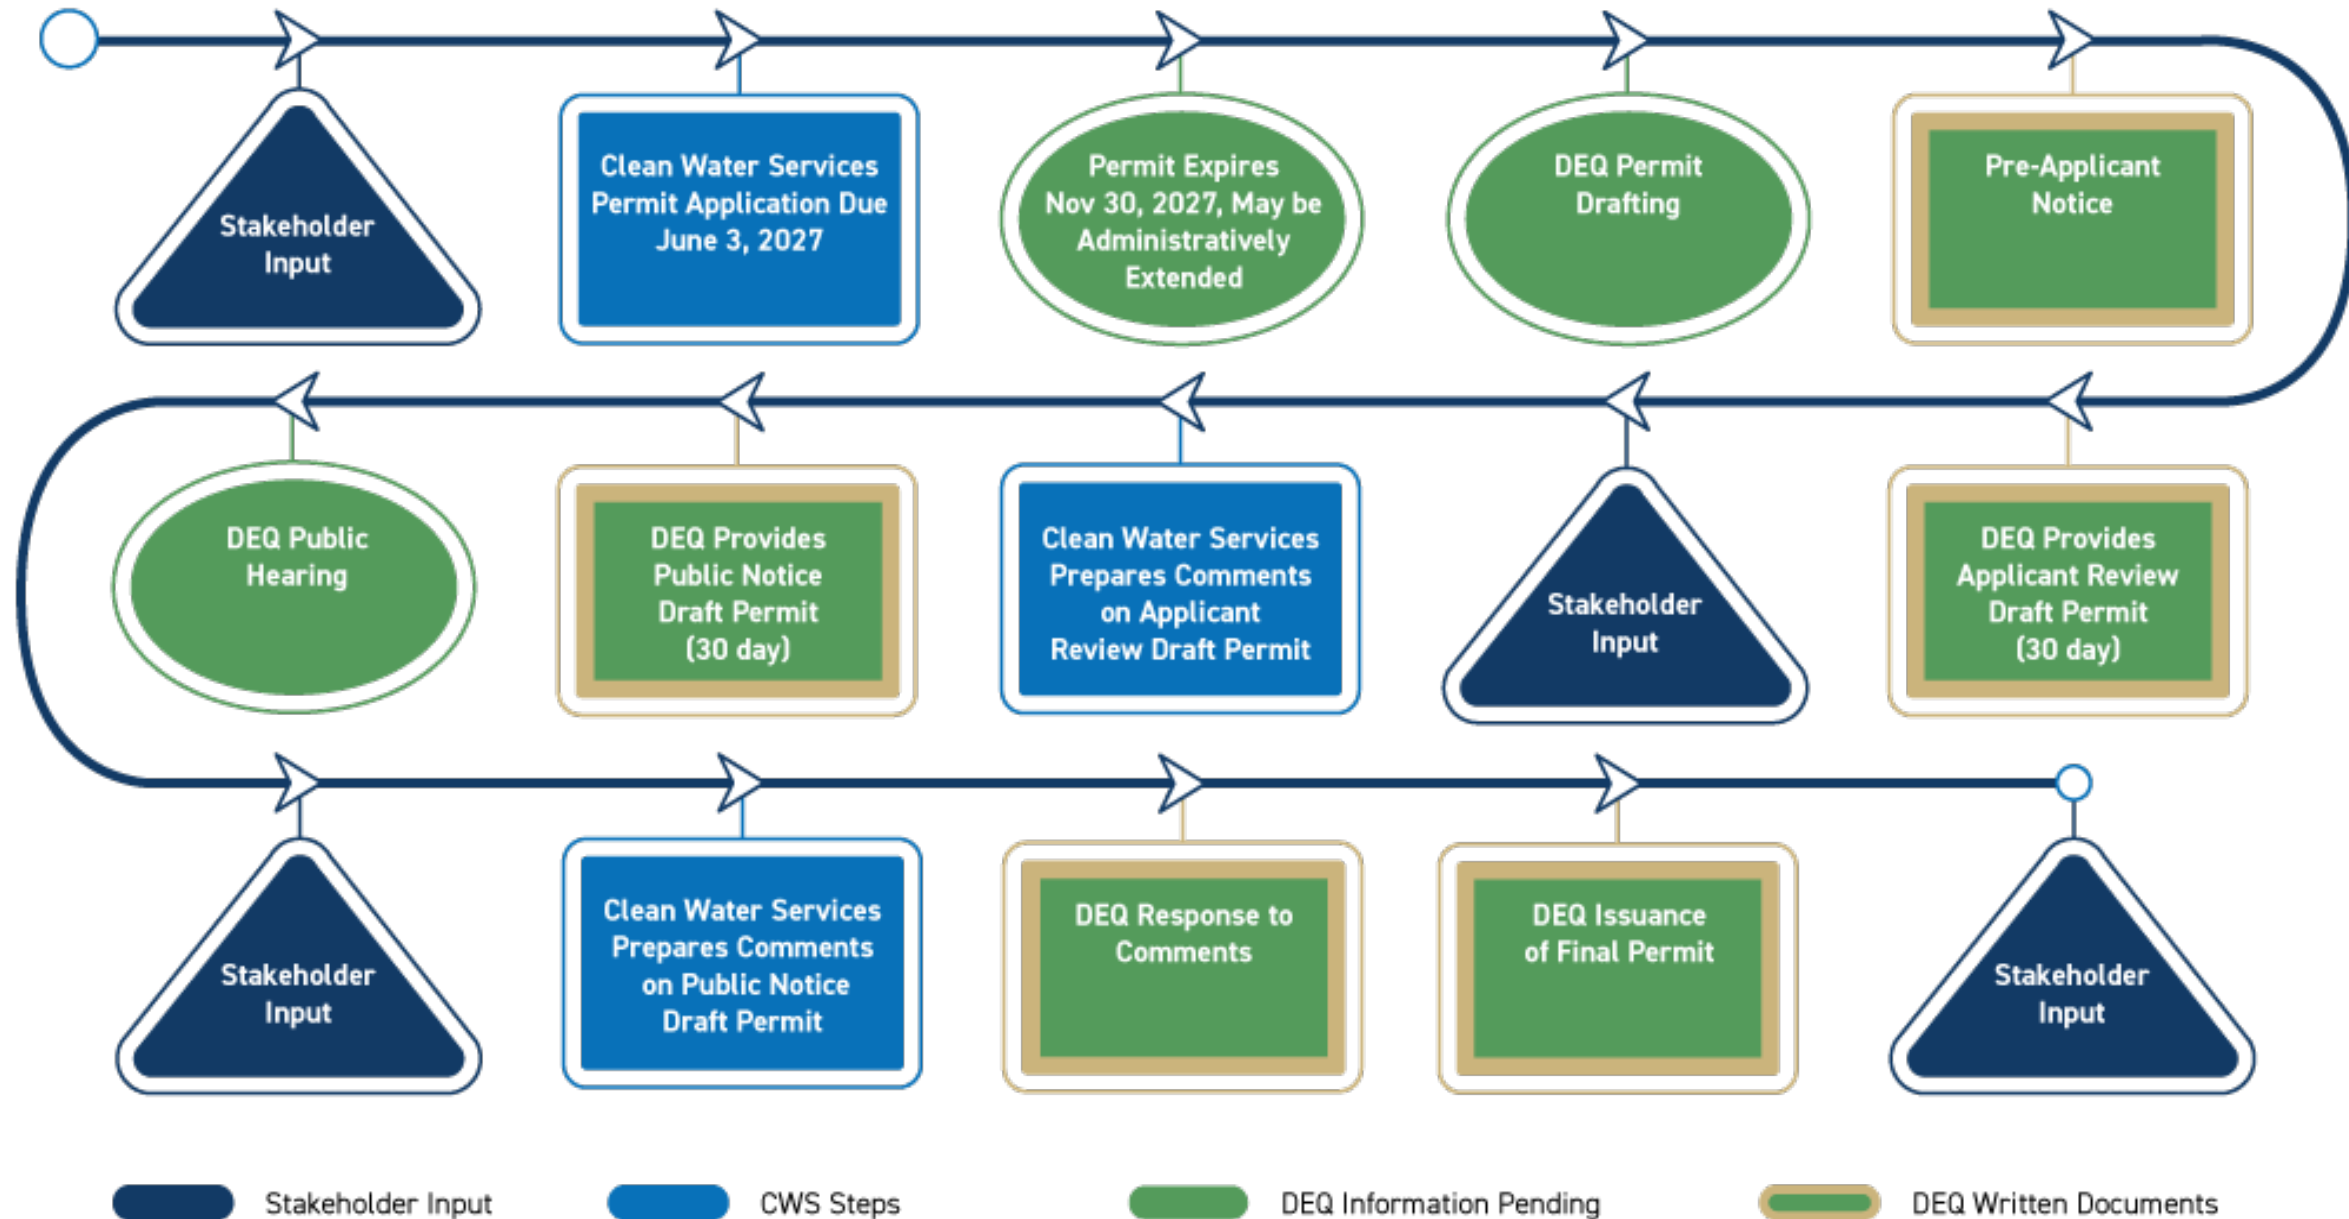 Stakeholder
Input
Clean Water Services
Permit Application Due
June 3, 2027
Permit Expires
Nov 30, 2027, May be
Administratively
Extended
DEQ Permit
Drafting
Pre-Applicant
Notice
DEQ Provides
Applicant Review
Draft Permit
(30 day)
Stakeholder
Input
Clean Water Services
Prepares Comments
on Applicant
Review Draft Permit
DEQ Provides
Public Notice
Draft Permit
(30 day)
DEQ Public
Hearing
Stakeholder
Input
Clean Water Services
Prepares Comments
on Public Notice
Draft Permit
DEQ Response to
Comments
DEQ Issuance
of Final Permit
Stakeholder
Input
Stakeholder Input
CWS Steps
DEQ Information Pending
DEQ Written Documents